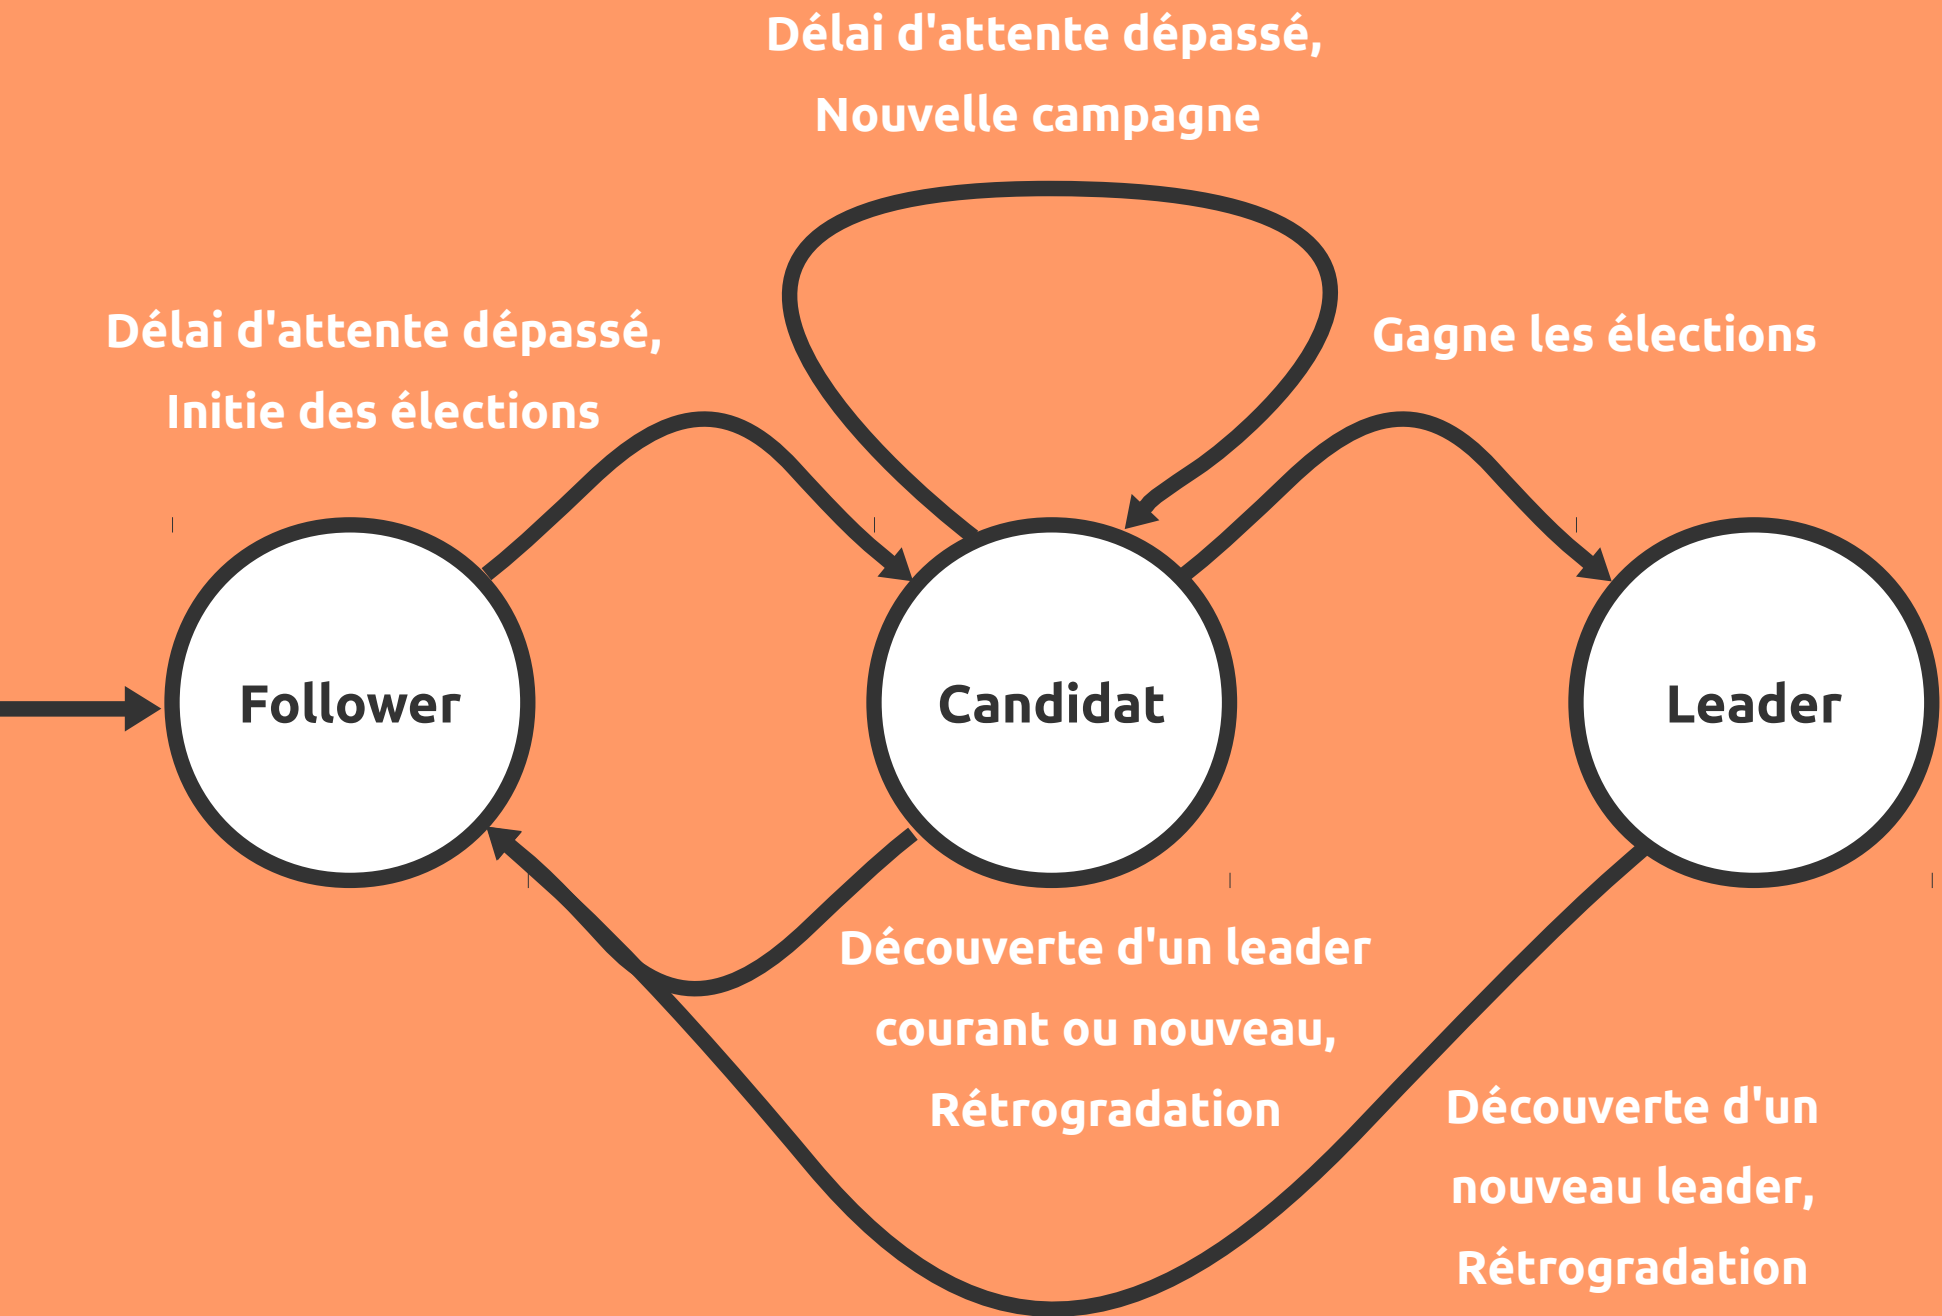 Délai d'attente dépassé,
Nouvelle campagne
Délai d'attente dépassé,
Initie des élections
Gagne les élections
Follower
Candidat
Leader
Découverte d'un leader
courant ou nouveau,
Rétrogradation
Découverte d'un
nouveau leader,
Rétrogradation